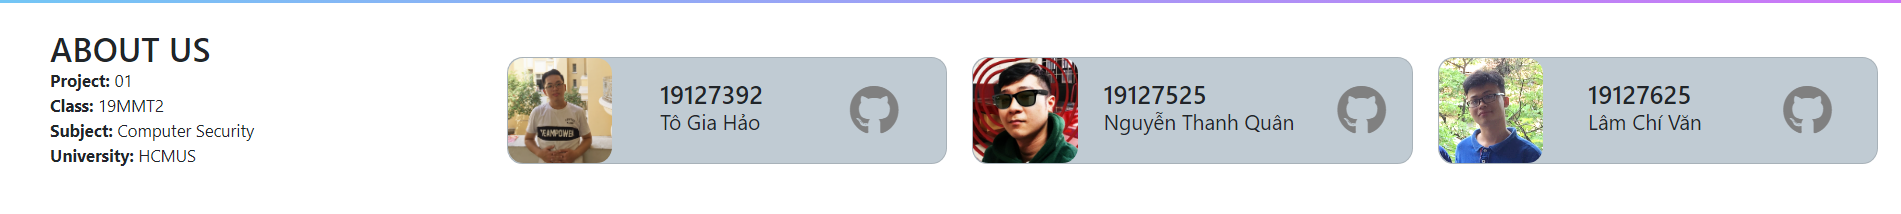 ABOUT US
Project: 01
Class: 19MMT2
Subject: Computer Security
University: HCMUS
TEAMPOWER
19127392
Tô Gia Hảo
19127525
Nguyễn Thanh Quân
19127625
Lâm Chí Văn